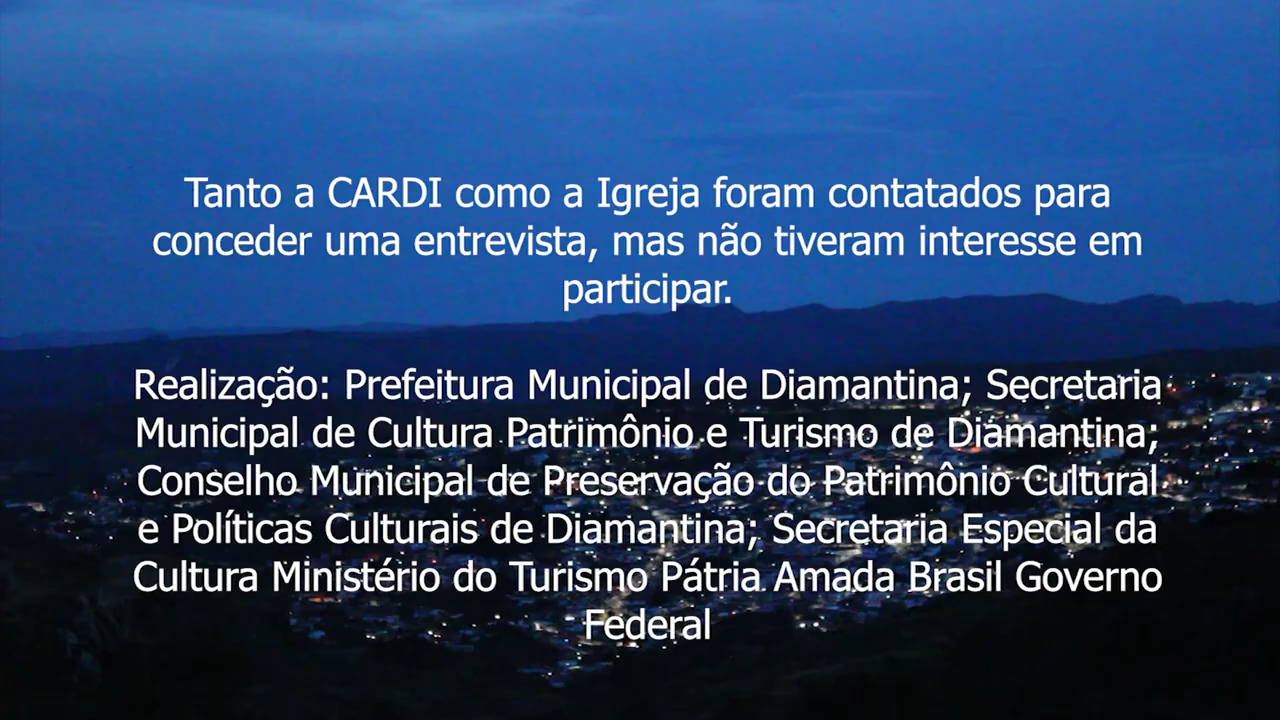 Tanto a CARDI como a Igreja foram contatados para
conceder uma entrevista, mas não tiveram interesse em
participar.
Realização: Prefeitura Municipal de Diamantina; Secretaria
Municipal de Cultura Patrimônio e Turismo de Diamantina;
Conselho Municipal de Preservação do Patrimônio Cultural
e Políticas Culturais de Diamantina; Secretaria Especial da
Cultura Ministério do Turismo Pátria Amada Brasil Governo
Federal